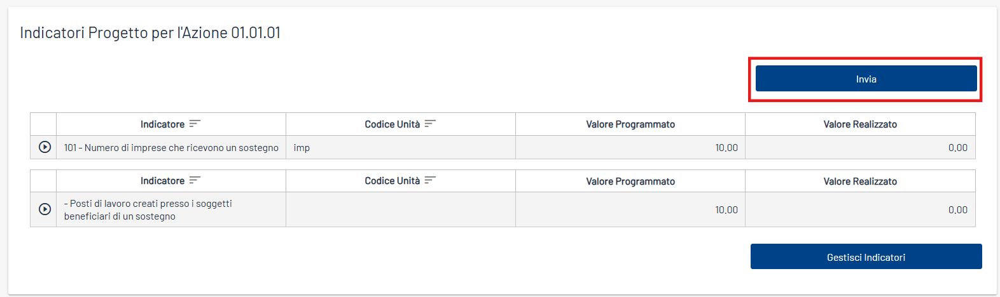 Indicatori Progetto per l'Azione 01.01.01
Invia
Indicatore Codice Unità Valore Programmato Valore Realizzato
101 - Numero di imprese che ricevono un sostegno imp 10.00 0.00
Indicatore Codice Unità Valore Programmato Valore Realizzato
- Posti di lavoro creati presso i soggetti
beneficiari di un sostegno 10.00 0.00
Gestisci Indicatori